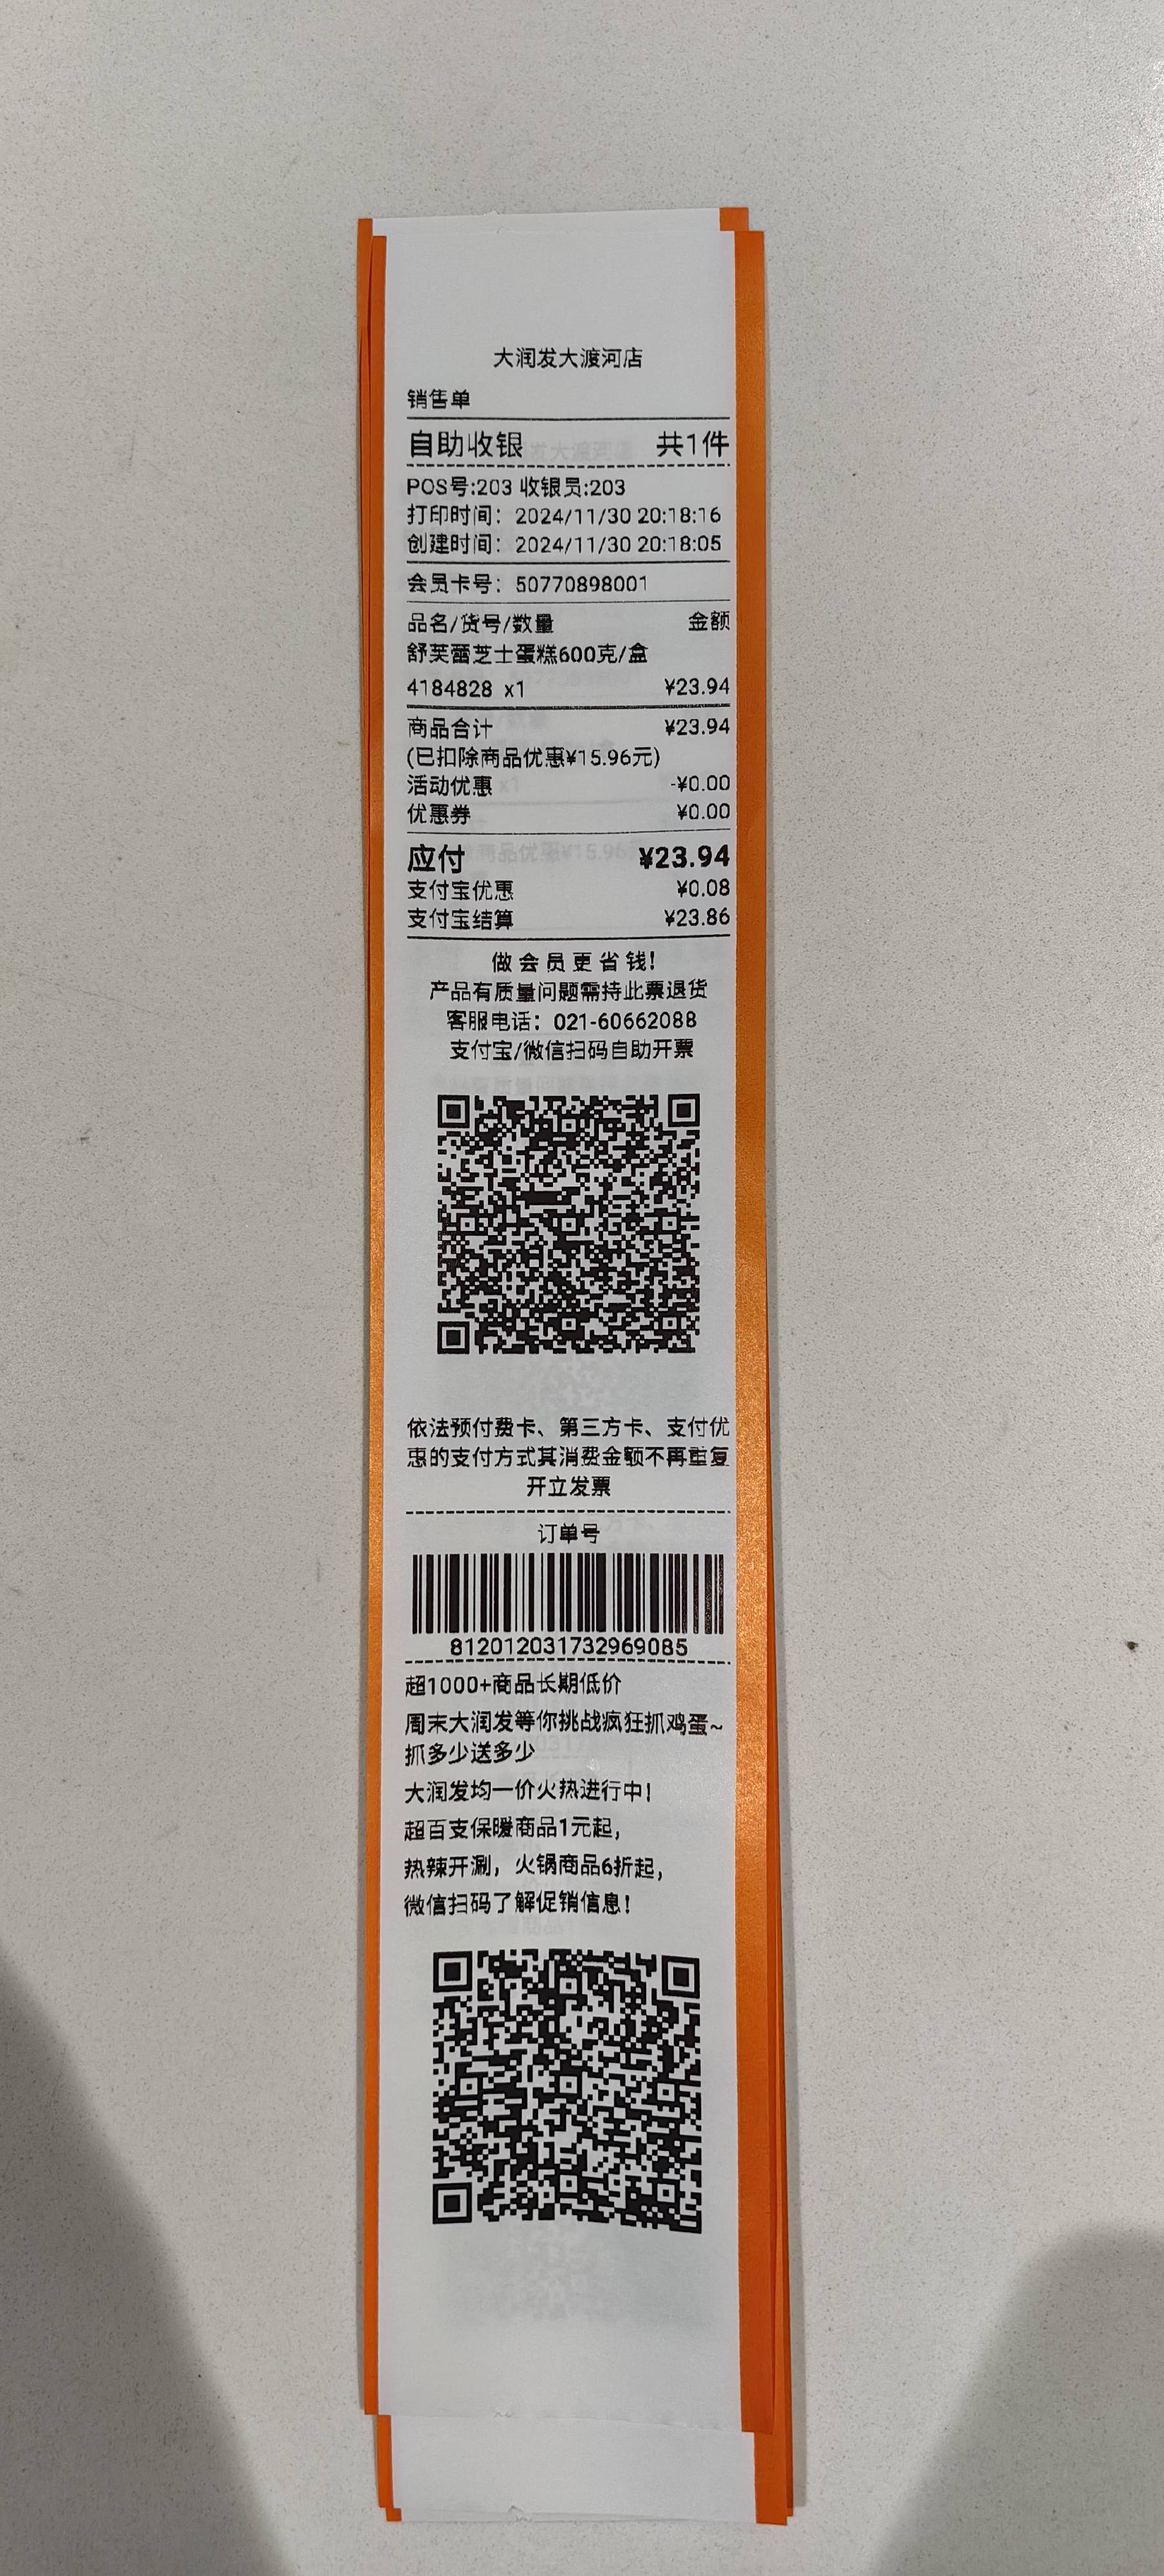 大润发大渡河店
销售单
自助收银 共1件
POS号:203 收银员:203
打印时间：2024/11/30 20:18:16
创建时间：2024/11/30 20:18:05
会员卡号：50770898001
品名/货号/数量 金额
舒芙蕾芝士蛋糕600克/盒
4184828 x1 ¥23.94
商品合计 ¥23.94
(已扣除商品优惠¥15.96元)
活动优惠 -¥0.00
优惠券 ¥0.00
应付 ¥23.94
支付宝优惠 ¥0.08
支付宝结算 ¥23.86
做会员更省钱！
产品有质量问题需持此票退货
客服电话：021-60662088
支付宝/微信扫码自助开票
依法预付费卡、第三方卡、支付优
惠的支付方式其消费金额不再重复
开立发票
订单号
812012031732969085
超1000+商品长期低价
周末大润发等你挑战疯狂抓鸡蛋~
抓多少送多少
大润发均一价火热进行中！
超百支保暖商品1元起，
热辣开涮，火锅商品6折起，
微信扫码了解促销信息！